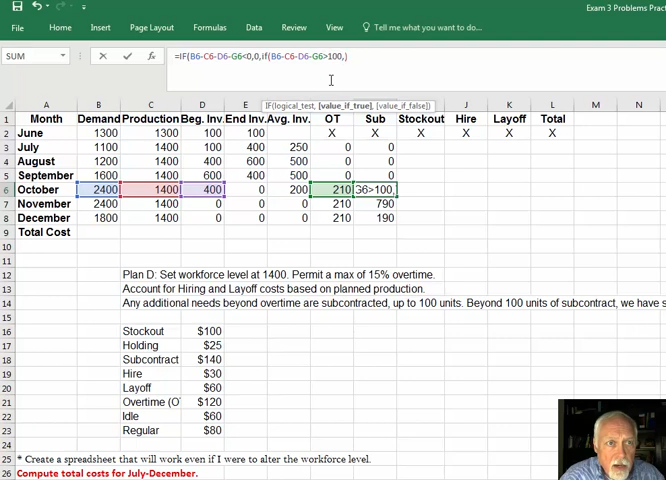 Exam 3 Problems Prac
File Home Insert Page Layout Formulas Data Review View Tell me what you want to do
SUM =IF(B6-C6-D6-G6<0,0,if(B6-C6-D6-G6>100,)
IF(logical_test, [value_if_true], [value_if_false])
A B C D E F G H I J K L
1 Month Demand Production Beg. Inv. End Inv. Avg. Inv. OT Sub Stockout Hire Layoff Total
2 June 1300 1300 100 100 X X X X X X
3 July 1100 1400 100 400 250 0 0
4 August 1200 1400 400 600 500 0 0
5 September 1600 1400 600 400 500 0 0
6 October 2400 1400 400 0 200 210 G6>100,
7 November 2400 1400 0 0 0 210 790
8 December 1800 1400 0 0 0 210 190
9 Total Cost
10
11
12 Plan D: Set workforce level at 1400. Permit a max of 15% overtime.
13 Account for Hiring and Layoff costs based on planned production.
14 Any additional needs beyond overtime are subcontracted, up to 100 units. Beyond 100 units of subcontract, we have s
15
16 Stockout $100
17 Holding $25
18 Subcontract $140
19 Hire $30
20 Layoff $60
21 Overtime (O $120
22 Idle $60
23 Regular $80
24
25 * Create a spreadsheet that will work even if I were to alter the workforce level.
26 Compute total costs for July-December.